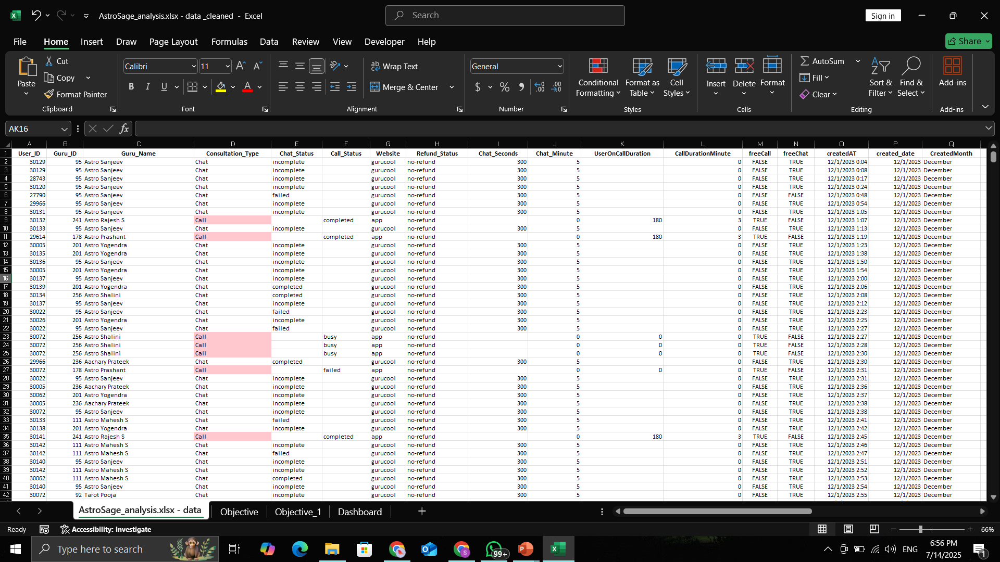 AstroSage_analysis.xlsx - data _cleaned - Excel
Search
Sign in
File Home Insert Draw Page Layout Formulas Data Review View Developer Help
Share
Paste
Cut
Copy
Format Painter
Clipboard
Calibri 11
B I U
Font
Wrap Text
Merge & Center
Alignment
General
$ % ,
Number
Conditional Formatting
Format as Table
Cell Styles
Styles
Insert Delete Format
Cells
AutoSum
Fill
Clear
Sort & Filter
Find & Select
Editing
Add-ins
Add-ins
AK16 fx
A B C D E F G H I J K L M N O P Q
1 User_ID Guru_ID Guru_Name Consultation_Type Chat_Status Call_Status Website Refund_Status Chat_Seconds Chat_Minute UserOnCallDuration CallDurationMinute freeCall freeChat createdAT created_date CreatedMonth
2 30129 95 Astro Sanjeev Chat incomplete gurucool no-refund 300 5 0 FALSE TRUE 12/1/2023 0:04 12/1/2023 December
3 30129 95 Astro Sanjeev Chat incomplete gurucool no-refund 300 5 0 FALSE TRUE 12/1/2023 0:08 12/1/2023 December
4 28743 95 Astro Sanjeev Chat incomplete gurucool no-refund 300 5 0 FALSE TRUE 12/1/2023 0:17 12/1/2023 December
5 30120 95 Astro Sanjeev Chat incomplete gurucool no-refund 300 5 0 FALSE TRUE 12/1/2023 0:24 12/1/2023 December
6 27790 95 Astro Sanjeev Chat failed gurucool no-refund 300 5 0 FALSE FALSE 12/1/2023 0:48 12/1/2023 December
7 29966 95 Astro Sanjeev Chat incomplete gurucool no-refund 300 5 0 FALSE TRUE 12/1/2023 0:54 12/1/2023 December
8 30131 95 Astro Sanjeev Chat incomplete gurucool no-refund 300 5 0 FALSE TRUE 12/1/2023 1:05 12/1/2023 December
9 30132 241 Astro Rajesh S Call completed app no-refund 0 180 3 TRUE FALSE 12/1/2023 1:07 12/1/2023 December
10 30133 95 Astro Sanjeev Chat incomplete gurucool no-refund 300 5 0 FALSE TRUE 12/1/2023 1:13 12/1/2023 December
11 29614 178 Astro Prashant Call completed app no-refund 0 180 3 TRUE FALSE 12/1/2023 1:19 12/1/2023 December
12 30005 201 Astro Yogendra Chat incomplete gurucool no-refund 300 5 0 FALSE TRUE 12/1/2023 1:23 12/1/2023 December
13 30135 201 Astro Yogendra Chat incomplete gurucool no-refund 300 5 0 FALSE TRUE 12/1/2023 1:38 12/1/2023 December
14 30136 95 Astro Sanjeev Chat incomplete gurucool no-refund 300 5 0 FALSE TRUE 12/1/2023 1:50 12/1/2023 December
15 30005 201 Astro Yogendra Chat incomplete gurucool no-refund 300 5 0 FALSE TRUE 12/1/2023 1:54 12/1/2023 December
16 30137 95 Astro Sanjeev Chat incomplete gurucool no-refund 300 5 0 FALSE TRUE 12/1/2023 2:00 12/1/2023 December
17 30139 201 Astro Yogendra Chat completed gurucool no-refund 300 5 0 FALSE TRUE 12/1/2023 2:06 12/1/2023 December
18 30134 256 Astro Shalini Chat completed gurucool no-refund 300 5 0 FALSE TRUE 12/1/2023 2:08 12/1/2023 December
19 30137 95 Astro Sanjeev Chat incomplete gurucool no-refund 300 5 0 FALSE TRUE 12/1/2023 2:12 12/1/2023 December
20 30022 95 Astro Sanjeev Chat failed gurucool no-refund 300 5 0 FALSE TRUE 12/1/2023 2:23 12/1/2023 December
21 30026 201 Astro Yogendra Chat incomplete gurucool no-refund 300 5 0 FALSE TRUE 12/1/2023 2:25 12/1/2023 December
22 30022 95 Astro Sanjeev Chat failed gurucool no-refund 300 5 0 FALSE TRUE 12/1/2023 2:27 12/1/2023 December
23 30072 256 Astro Shalini Call busy app no-refund 0 0 0 TRUE FALSE 12/1/2023 2:27 12/1/2023 December
24 30072 256 Astro Shalini Call busy app no-refund 0 0 0 TRUE FALSE 12/1/2023 2:28 12/1/2023 December
25 30072 256 Astro Shalini Call busy app no-refund 0 0 0 TRUE FALSE 12/1/2023 2:30 12/1/2023 December
26 29966 236 Aachary Prateek Chat completed gurucool no-refund 300 5 0 FALSE TRUE 12/1/2023 2:30 12/1/2023 December
27 30072 178 Astro Prashant Call failed app no-refund 0 0 0 TRUE FALSE 12/1/2023 2:31 12/1/2023 December
28 30022 95 Astro Sanjeev Chat incomplete gurucool no-refund 300 5 0 FALSE TRUE 12/1/2023 2:31 12/1/2023 December
29 30005 236 Aachary Prateek Chat incomplete gurucool no-refund 300 5 0 FALSE TRUE 12/1/2023 2:36 12/1/2023 December
30 30062 201 Astro Yogendra Chat incomplete gurucool no-refund 300 5 0 FALSE TRUE 12/1/2023 2:37 12/1/2023 December
31 30005 236 Aachary Prateek Chat incomplete gurucool no-refund 300 5 0 FALSE TRUE 12/1/2023 2:38 12/1/2023 December
32 30072 95 Astro Sanjeev Chat incomplete gurucool no-refund 300 5 0 FALSE TRUE 12/1/2023 2:38 12/1/2023 December
33 30133 111 Astro Mahesh S Chat failed gurucool no-refund 300 5 0 FALSE TRUE 12/1/2023 2:41 12/1/2023 December
34 30138 201 Astro Yogendra Chat incomplete gurucool no-refund 300 5 0 FALSE TRUE 12/1/2023 2:42 12/1/2023 December
35 30141 241 Astro Rajesh S Call completed app no-refund 0 180 3 TRUE FALSE 12/1/2023 2:45 12/1/2023 December
36 30142 111 Astro Mahesh S Chat incomplete gurucool no-refund 300 5 0 FALSE TRUE 12/1/2023 2:46 12/1/2023 December
37 30142 111 Astro Mahesh S Chat failed gurucool no-refund 300 5 0 FALSE TRUE 12/1/2023 2:47 12/1/2023 December
38 30140 95 Astro Sanjeev Chat incomplete gurucool no-refund 300 5 0 FALSE TRUE 12/1/2023 2:51 12/1/2023 December
39 30142 111 Astro Mahesh S Chat incomplete gurucool no-refund 300 5 0 FALSE TRUE 12/1/2023 2:52 12/1/2023 December
40 30062 111 Astro Mahesh S Chat completed gurucool no-refund 300 5 0 FALSE TRUE 12/1/2023 2:53 12/1/2023 December
41 30140 95 Astro Sanjeev Chat incomplete gurucool no-refund 300 5 0 FALSE TRUE 12/1/2023 2:54 12/1/2023 December
42 30072 92 Tarot Pooja Chat incomplete gurucool no-refund 300 5 0 FALSE TRUE 12/1/2023 2:55 12/1/2023 December
AstroSage_analysis.xlsx - data Objective Objective_1 Dashboard
Ready Accessibility: Investigate 66%
Type here to search
99+
ENG
6:56 PM
7/14/2025
1